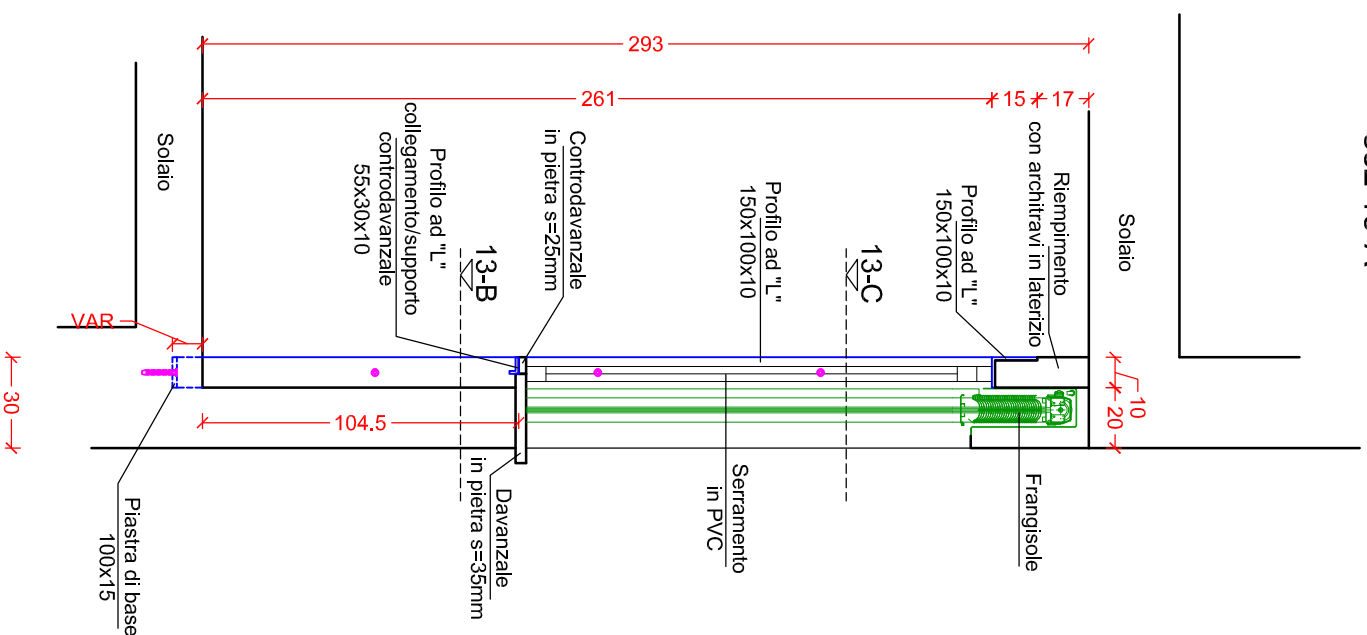 293
261
15
17
Solaio
Riempimento
con architravi in laterizio
Profilo ad "L"
150x100x10
13-C
Profilo ad "L"
150x100x10
Controdavanzale
in pietra s=25mm
13-B
Profilo ad "L"
collegamento/supporto
controdavanzale
55x30x10
Solaio
VAR
10
20
30
104.5
Frangisole
Serramento
in PVC
Davanzale
in pietra s=35mm
Piastra di base
100x15